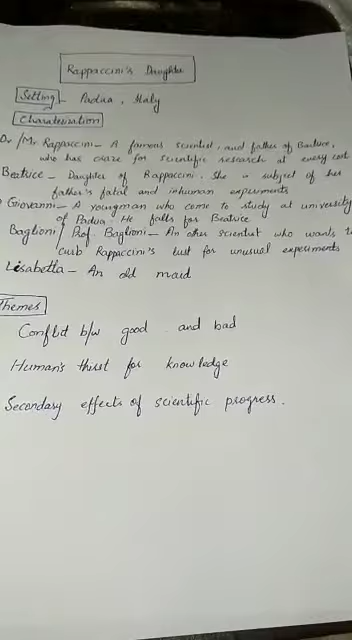 Rappaccini's Daughter
Setting - Padua, Italy
Characterization
Dr/Mr. Rappaccini - A famous scientist, and father of Beatrice,
who has craze for scientific research at every cost
Beatrice - Daughter of Rappaccini. She is subject of her
father's fatal and inhuman experiments
Giovanni - A youngman who come to study at university
of Padua. He falls for Beatrice
Baglioni/Prof. Baglioni - An other scientist who wants to
curb Rappaccini's lust for unusual experiments
Lisabetta - An old maid
Themes
Conflict b/w good and bad
Human's thirst for knowledge
Secondary effects of scientific progress.